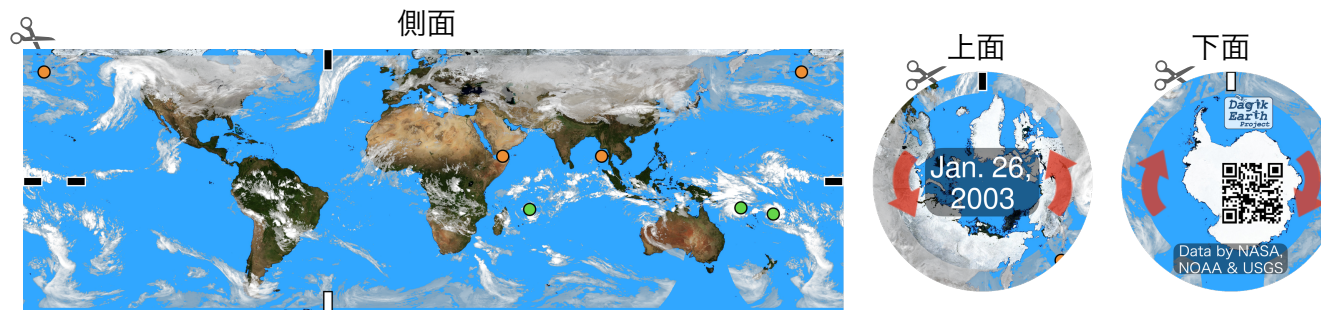 側面
上面
下面
Jan. 26,
2003
Dagik
Earth
Project
Data by NASA,
NOAA & USGS